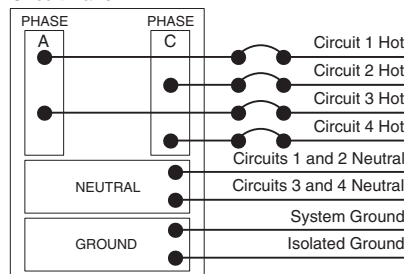 PHASE PHASE
A C
Circuit 1 Hot
Circuit 2 Hot
Circuit 3 Hot
Circuit 4 Hot
Circuits 1 and 2 Neutral
NEUTRAL
Circuits 3 and 4 Neutral
System Ground
GROUND
Isolated Ground